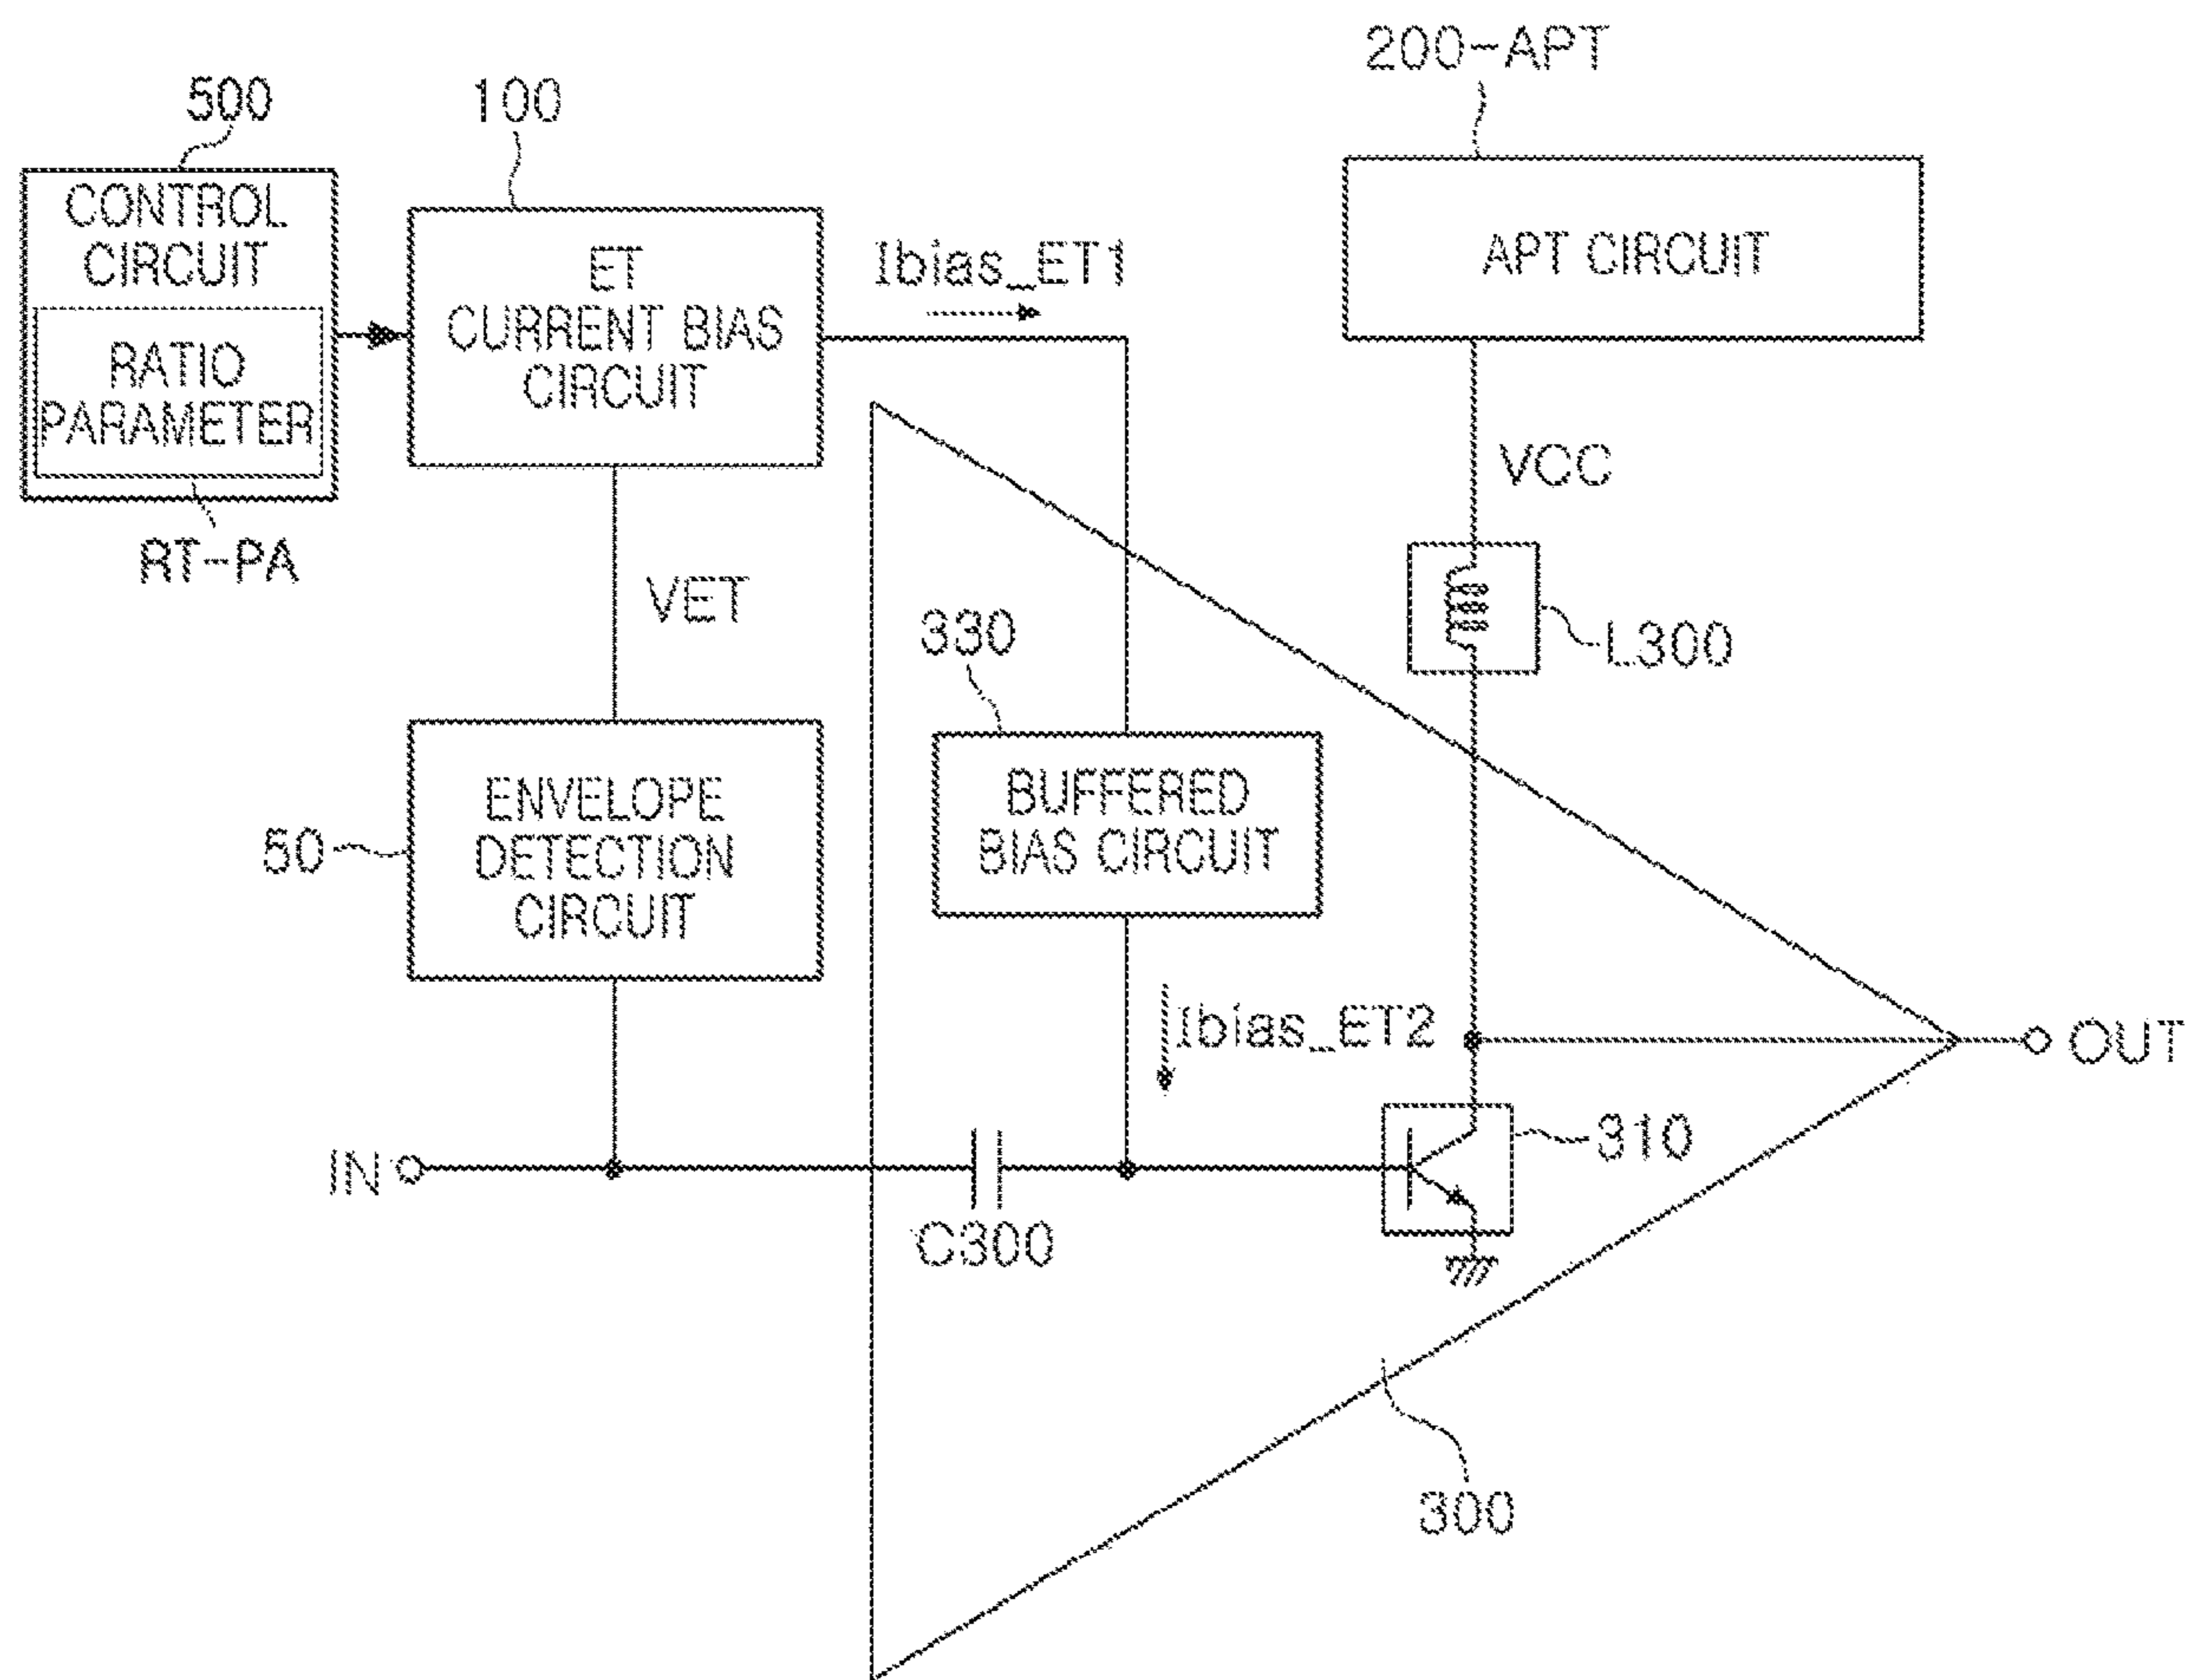 200-APT
500
100
CONTROL
CIRCUIT
RATIO
PARAMETER
RT-PA
ET
CURRENT BIAS
CIRCUIT
Ibias_ET1
APT CIRCUIT
VCC
VET
L300
330
BUFFERED
BIAS CIRCUIT
50
ENVELOPE
DETECTION
CIRCUIT
Ibias_ET2
OUT
IN
C300
310
300